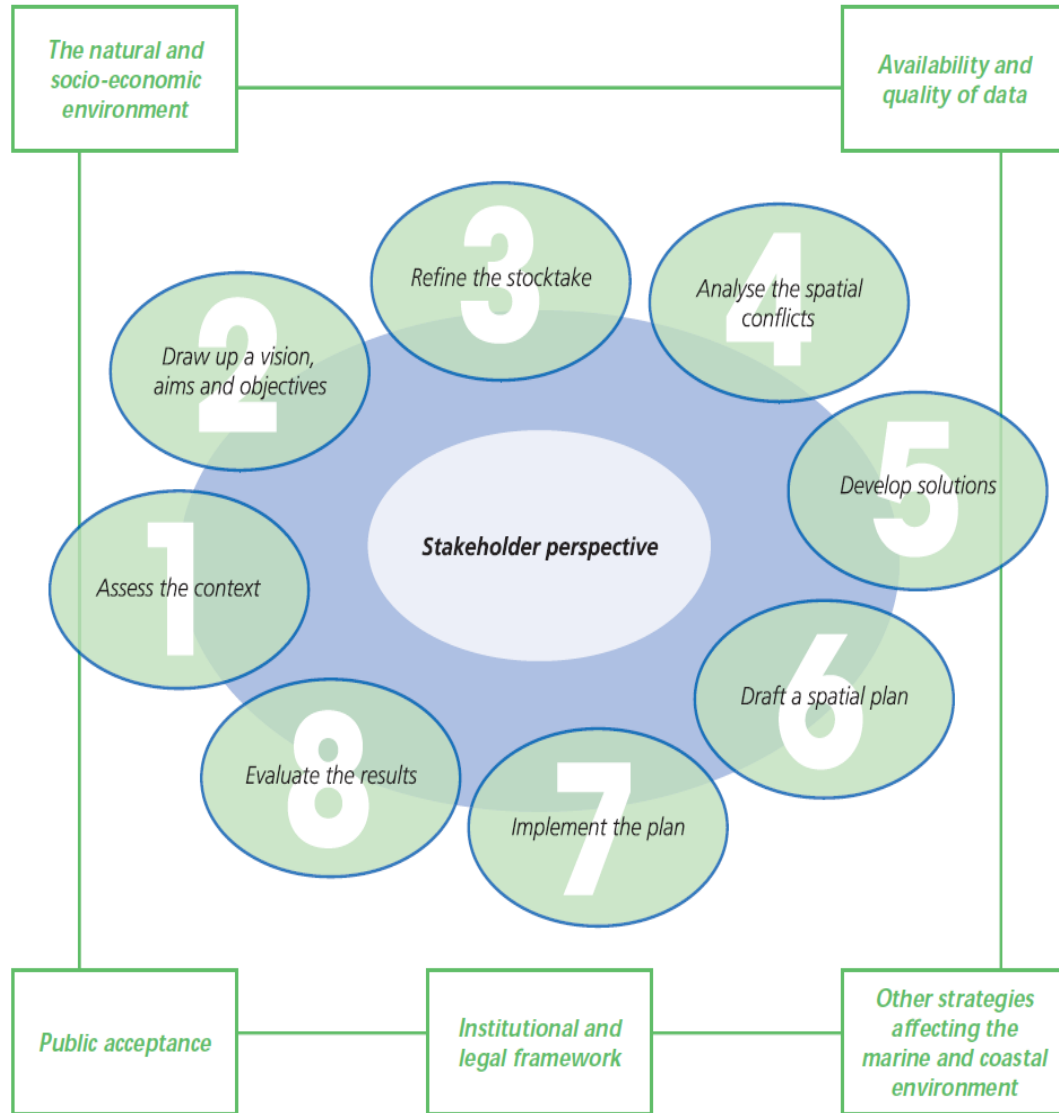 The natural and
socio-economic
environment
Availability and
quality of data
3
Refine the stocktake
4
Analyse the spatial
conflicts
2
Draw up a vision,
aims and objectives
5
Develop solutions
Stakeholder perspective
1
Assess the context
6
Draft a spatial plan
8
Evaluate the results
7
Implement the plan
Public acceptance
Institutional and
legal framework
Other strategies
affecting the
marine and coastal
environment